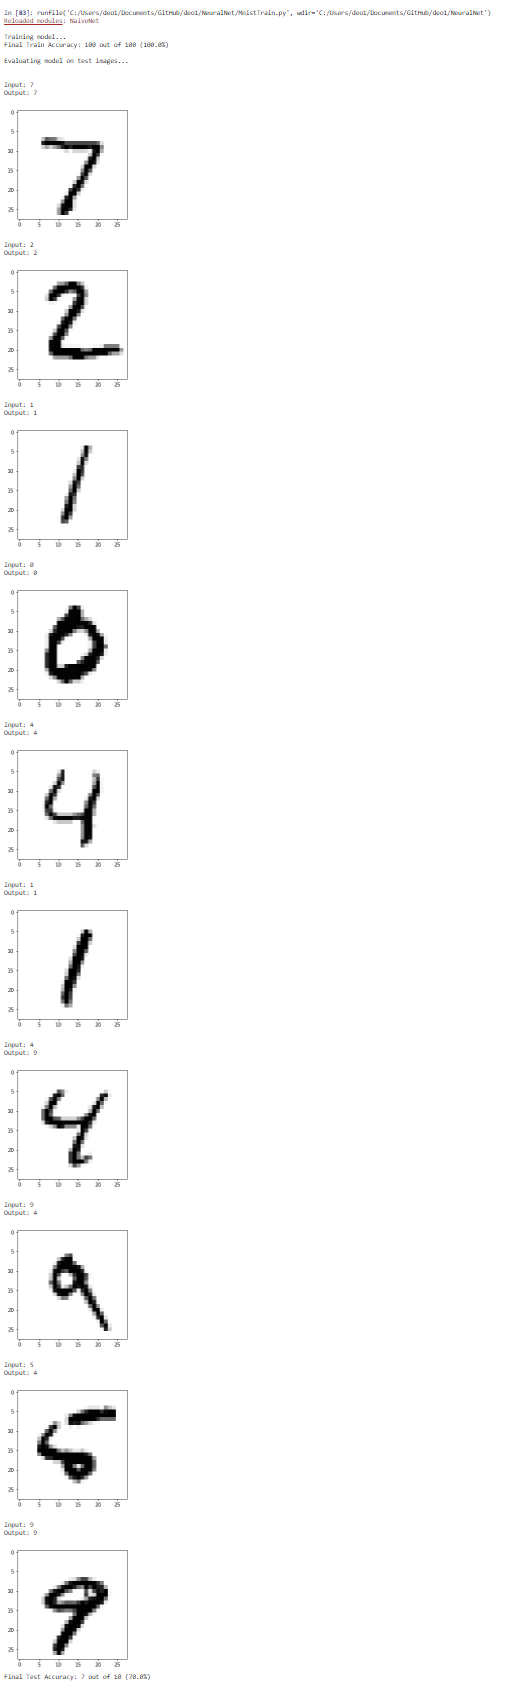 In [83]: runfile('C:/Users/deo1/Documents/GitHub/deo1/NeuralNet/MnistTrain.py', wdir='C:/Users/deo1/Documents/GitHub/deo1/NeuralNet')
Reloaded modules: NaiveNet
Training model...
Final Train Accuracy: 100 out of 100 (100.0%)
Evaluating model on test images...
Input: 7
Output: 7
0
5
10
15
20
25
0 5 10 15 20 25
7
Input: 2
Output: 2
0
5
10
15
20
25
0 5 10 15 20 25
2
Input: 1
Output: 1
0
5
10
15
20
25
0 5 10 15 20 25
1
Input: 0
Output: 0
0
5
10
15
20
25
0 5 10 15 20 25
0
Input: 4
Output: 4
0
5
10
15
20
25
0 5 10 15 20 25
4
Input: 1
Output: 1
0
5
10
15
20
25
0 5 10 15 20 25
1
Input: 4
Output: 9
0
5
10
15
20
25
0 5 10 15 20 25
4
Input: 9
Output: 4
0
5
10
15
20
25
0 5 10 15 20 25
9
Input: 5
Output: 4
0
5
10
15
20
25
0 5 10 15 20 25
5
Input: 9
Output: 9
0
5
10
15
20
25
0 5 10 15 20 25
9
Final Test Accuracy: 7 out of 10 (70.0%)